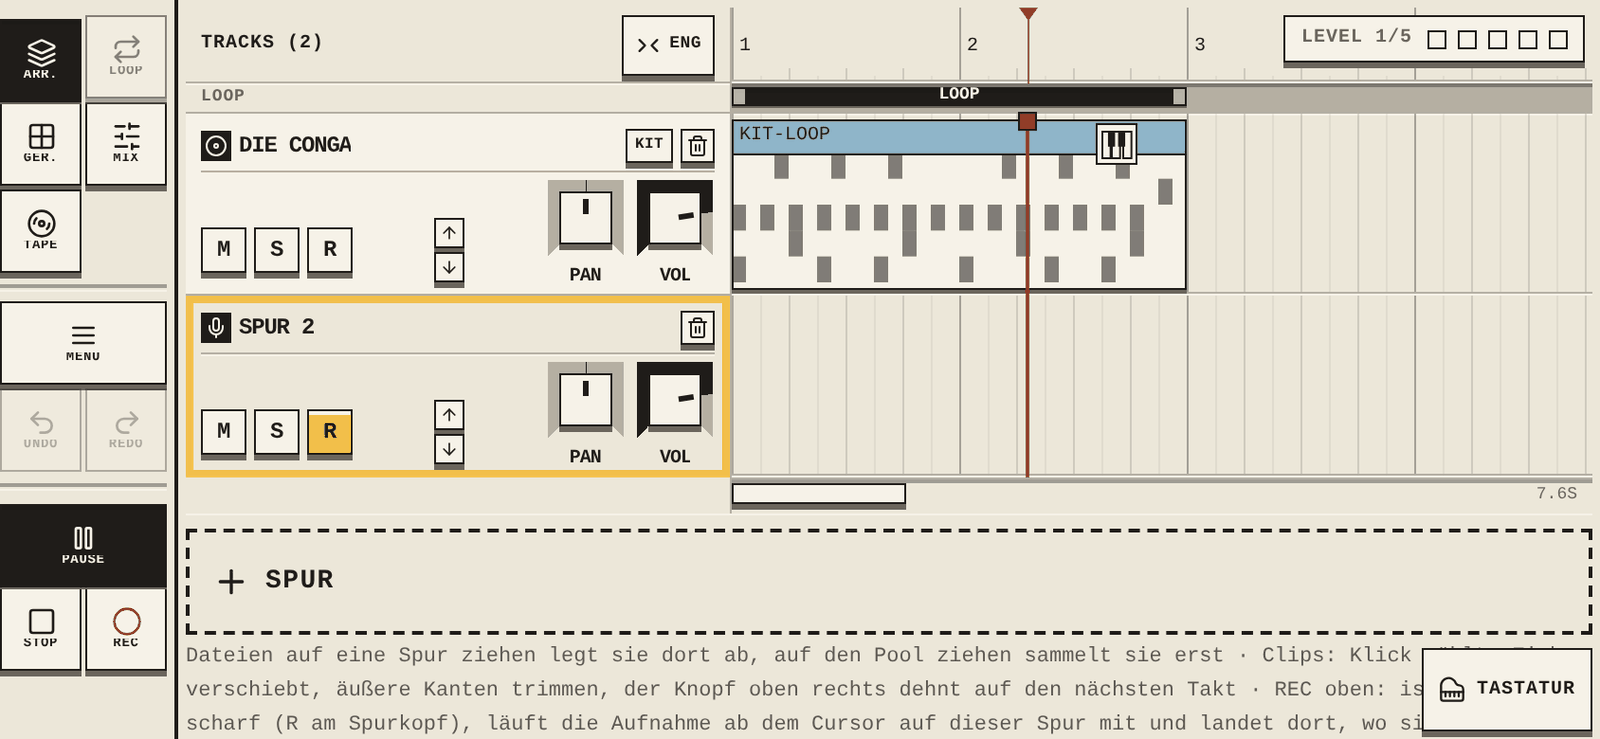 ARR.
LOOP
GER.
MIX
TAPE
MENU
UNDO
REDO
PAUSE
STOP
REC
TRACKS (2)
ENG
1
2
3
LEVEL 1/5
LOOP
LOOP
DIE CONGA
KIT
KIT-LOOP
M
S
R
PAN
VOL
SPUR 2
M
S
R
PAN
VOL
7.6S
SPUR
Dateien auf eine Spur ziehen legt sie dort ab, auf den Pool ziehen sammelt sie erst · Clips: Klick
verschiebt, äußere Kanten trimmen, der Knopf oben rechts dehnt auf den nächsten Takt · REC oben:
scharf (R am Spurkopf), läuft die Aufnahme ab dem Cursor auf dieser Spur mit und landet dort, wo
TASTATUR